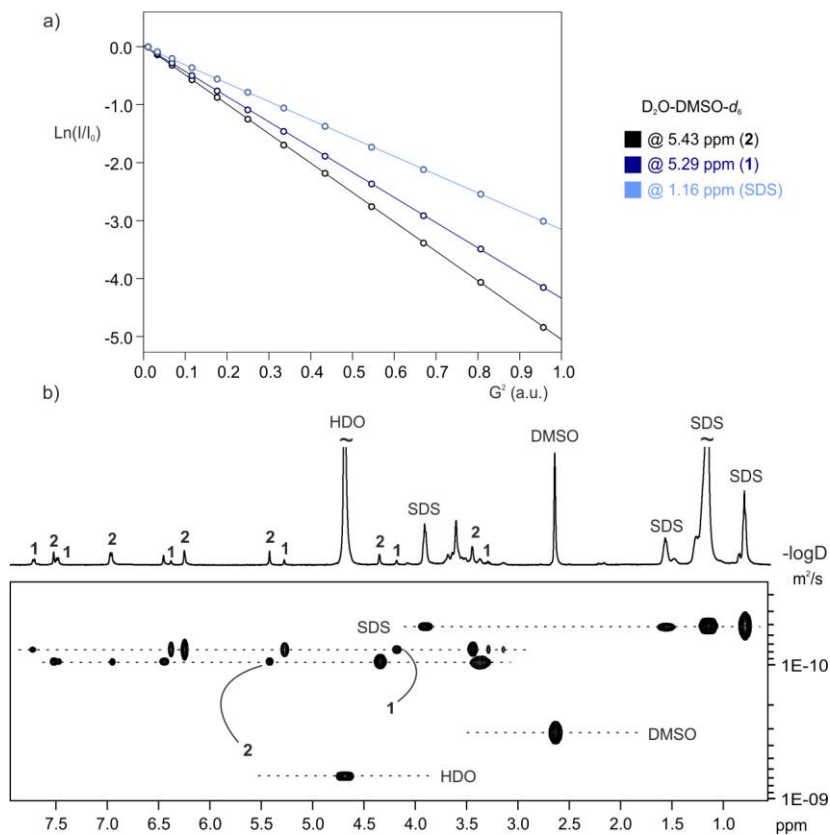 a)
0.0
-1.0
Ln(I/I₀)
-2.0
-3.0
-4.0
-5.0
0.0 0.1 0.2 0.3 0.4 0.5 0.6 0.7 0.8 0.9 1.0
G² (a.u.)
D₂O-DMSO-d₆
@ 5.43 ppm (2)
@ 5.29 ppm (1)
@ 1.16 ppm (SDS)
b)
HDO
~
DMSO
SDS
~
SDS
SDS
SDS
1 2 1 2 2 1 2 1 2 1 2 1
-logD
m²/s
SDS
1E-10
1
2
DMSO
HDO
1E-09
7.5 7.0 6.5 6.0 5.5 5.0 4.5 4.0 3.5 3.0 2.5 2.0 1.5 1.0 ppm